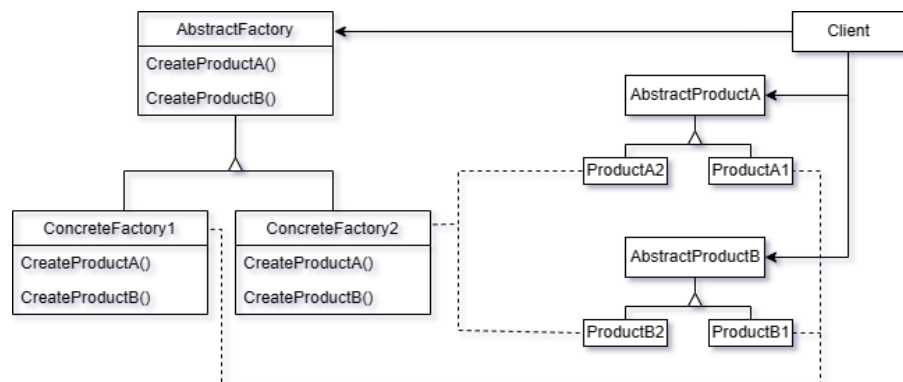 AbstractFactory
CreateProductA()
CreateProductB()
Client
AbstractProductA
ProductA2
ProductA1
ConcreteFactory1
CreateProductA()
CreateProductB()
ConcreteFactory2
CreateProductA()
CreateProductB()
AbstractProductB
ProductB2
ProductB1